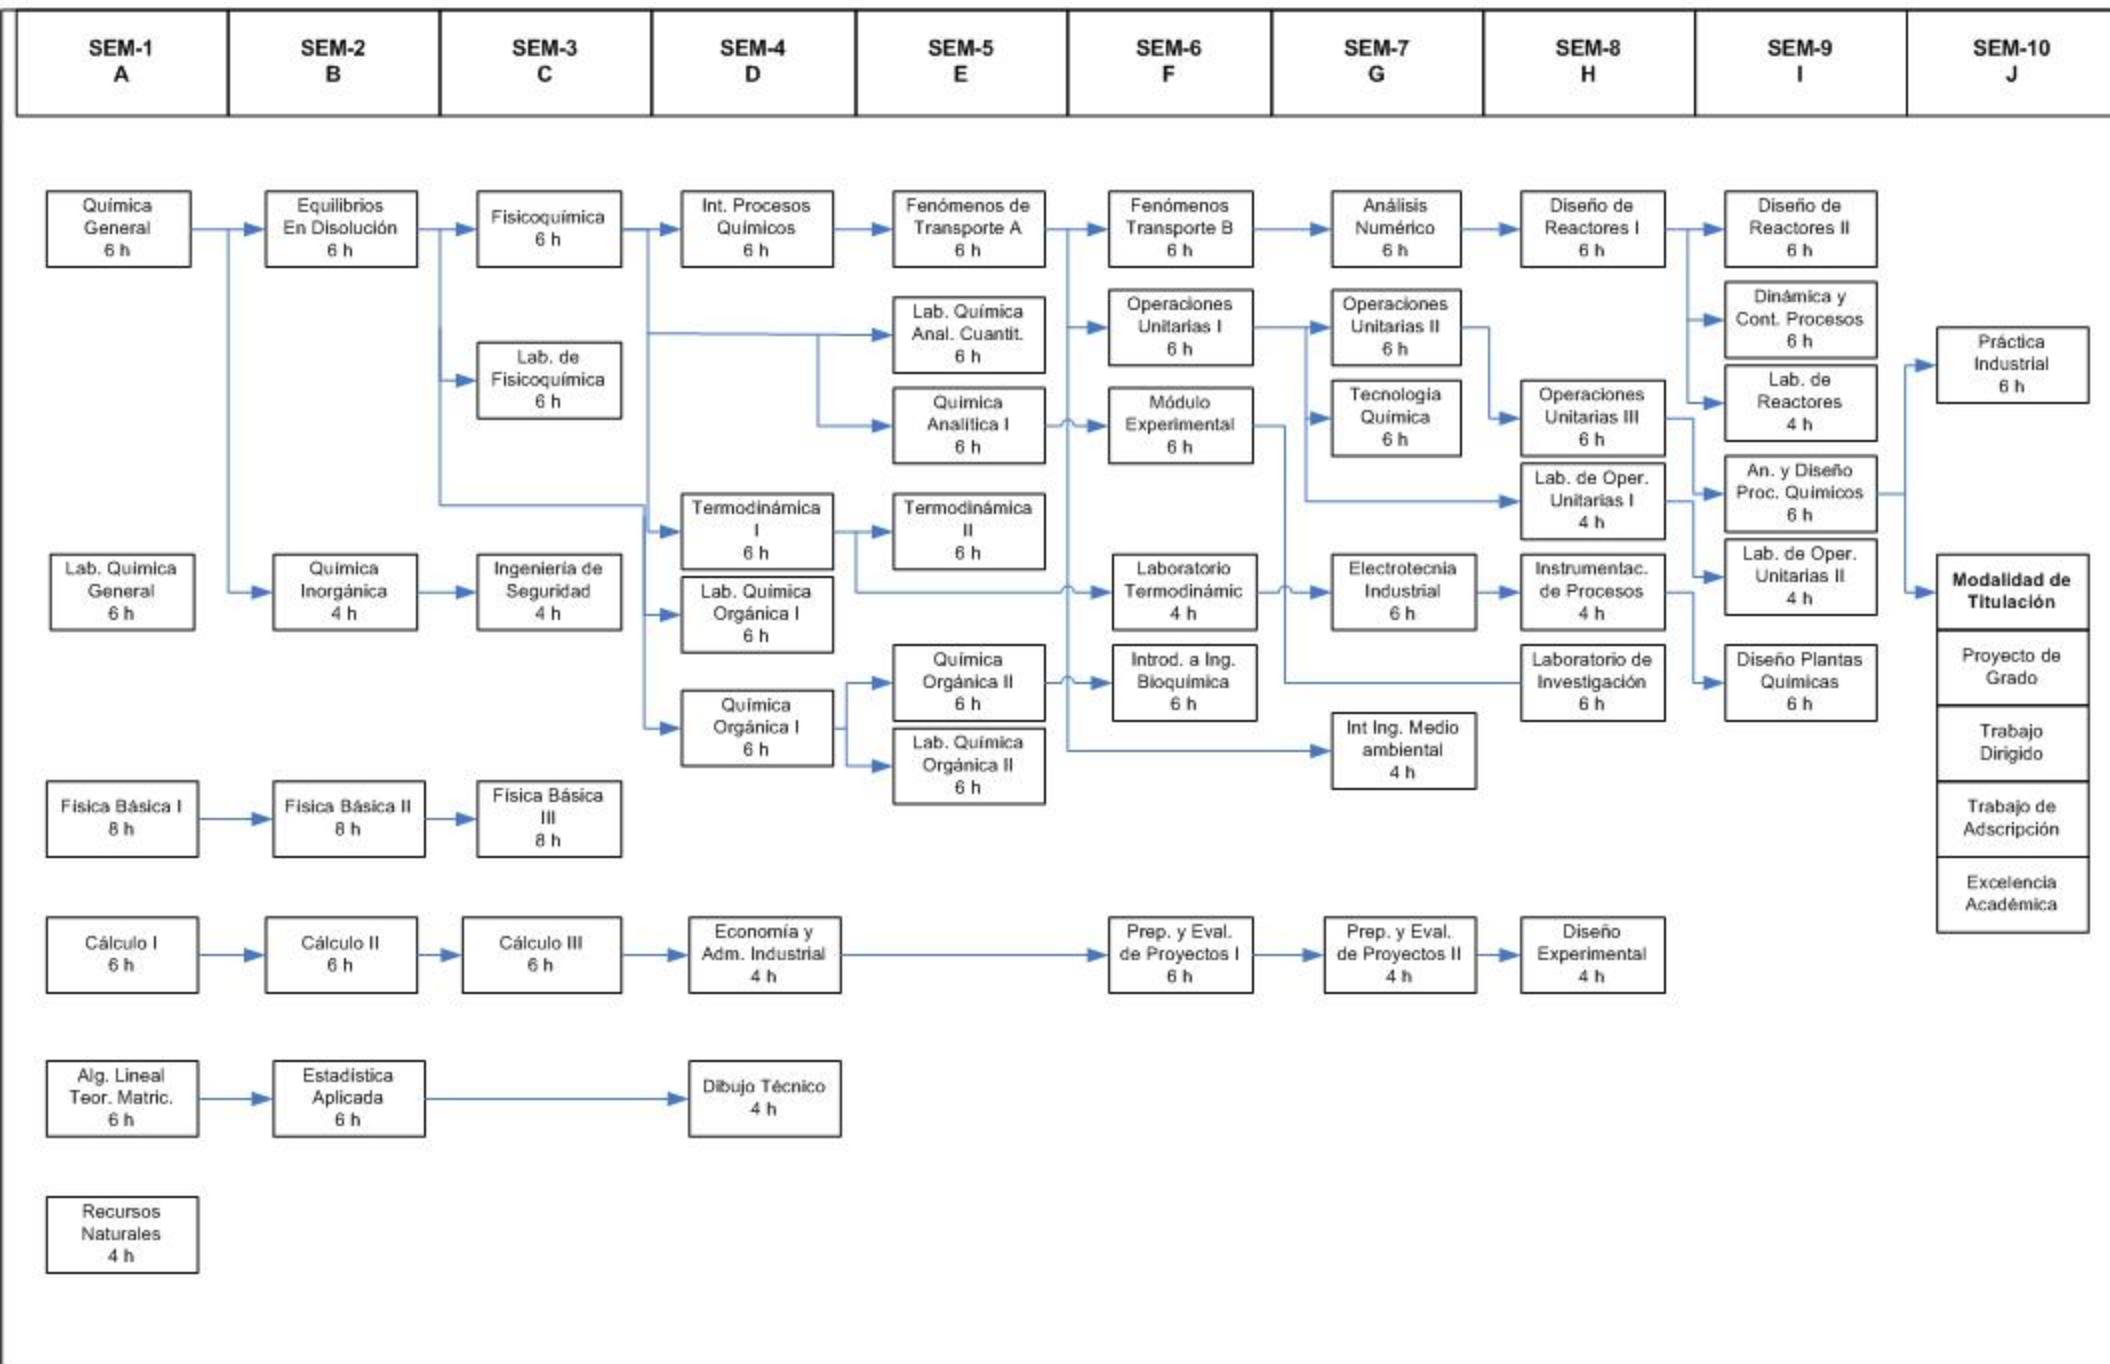 SEM-1
A
SEM-2
B
SEM-3
C
SEM-4
D
SEM-5
E
SEM-6
F
SEM-7
G
SEM-8
H
SEM-9
I
SEM-10
J
Química
General
6 h
Lab. Química
General
6 h
Física Básica I
8 h
Cálculo I
6 h
Alg. Lineal
Teor. Matric.
6 h
Recursos
Naturales
4 h
Equilibrios
En Disolución
6 h
Química
Inorgánica
4 h
Física Básica II
8 h
Cálculo II
6 h
Estadística
Aplicada
6 h
Fisicoquímica
6 h
Lab. de
Fisicoquímica
6 h
Ingeniería de
Seguridad
4 h
Física Básica
III
8 h
Cálculo III
6 h
Int. Procesos
Químicos
6 h
Termodinámica
I
6 h
Lab. Química
Orgánica I
6 h
Química
Orgánica I
6 h
Economía y
Adm. Industrial
4 h
Dibujo Técnico
4 h
Fenómenos de
Transporte A
6 h
Lab. Química
Anal. Cuantit.
6 h
Química
Analítica I
6 h
Termodinámica
II
6 h
Química
Orgánica II
6 h
Lab. Química
Orgánica II
6 h
Fenómenos
Transporte B
6 h
Operaciones
Unitarias I
6 h
Módulo
Experimental
6 h
Laboratorio
Termodinámic
4 h
Introd. a Ing.
Bioquímica
6 h
Prep. y Eval.
de Proyectos I
6 h
Análisis
Numérico
6 h
Operaciones
Unitarias II
6 h
Tecnología
Química
6 h
Electrotecnia
Industrial
6 h
Int Ing. Medio
ambiental
4 h
Prep. y Eval.
de Proyectos II
4 h
Diseño de
Reactores I
6 h
Operaciones
Unitarias III
6 h
Lab. de Oper.
Unitarias I
4 h
Instrumentac.
de Procesos
4 h
Laboratorio de
Investigación
6 h
Diseño
Experimental
4 h
Diseño de
Reactores II
6 h
Dinámica y
Cont. Procesos
6 h
Lab. de
Reactores
4 h
An. y Diseño
Proc. Químicos
6 h
Lab. de Oper.
Unitarias II
4 h
Diseño Plantas
Químicas
6 h
Práctica
Industrial
6 h
Modalidad de
Titulación
Proyecto de
Grado
Trabajo
Dirigido
Trabajo de
Adscripción
Excelencia
Académica